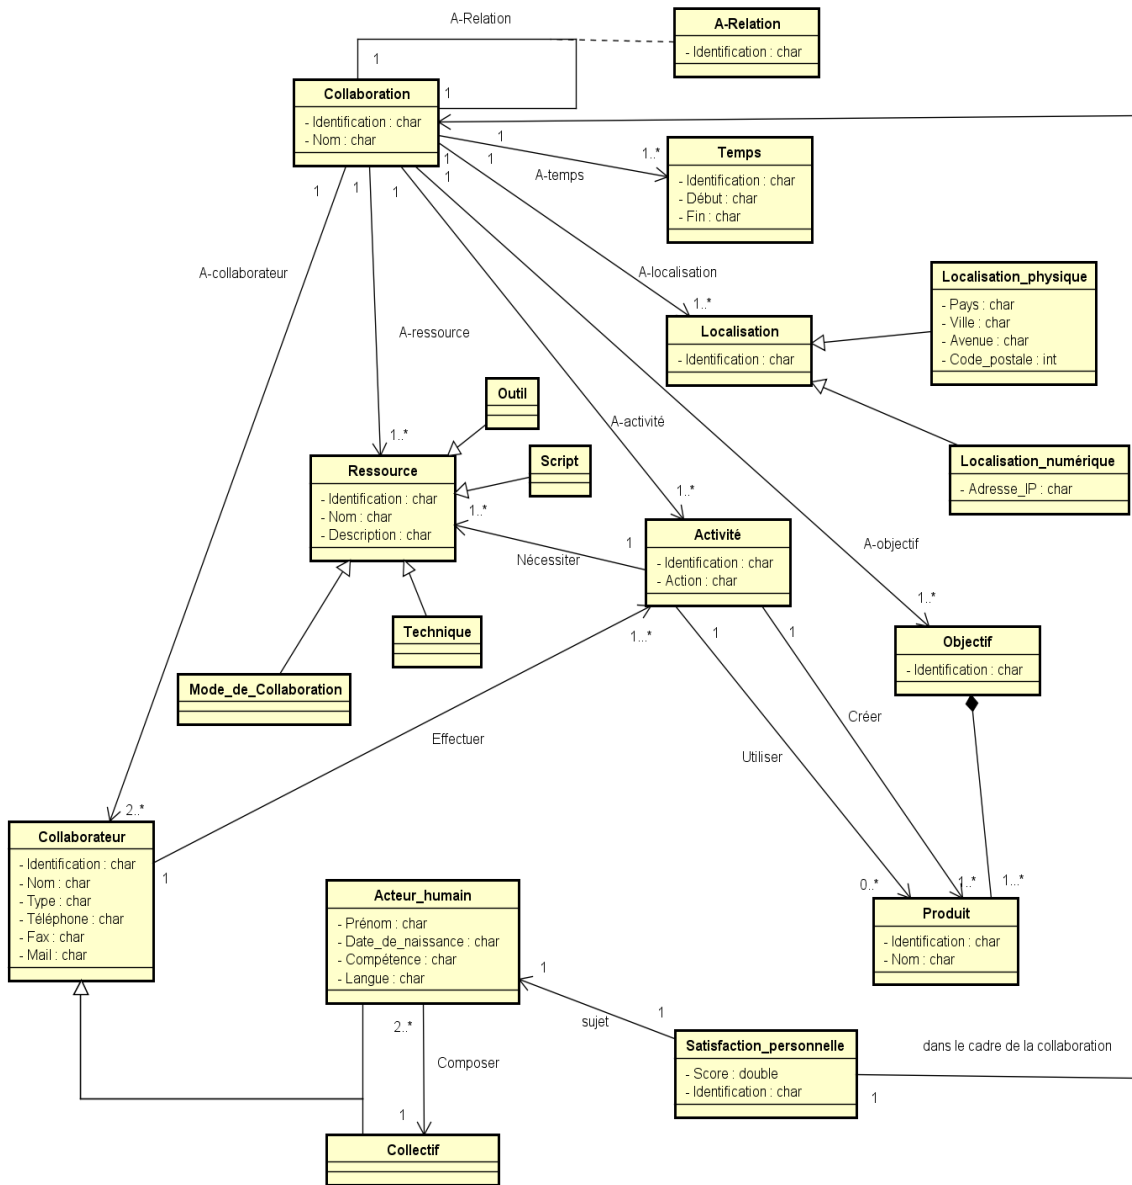 A-Relation
A-Relation
- Identification : char
1
1
Collaboration
- Identification : char
- Nom : char
1
1..*
1
1
1
A-temps
Temps
- Identification : char
- Début : char
- Fin : char
1
1
1
A-collaborateur
A-localisation
1..*
Localisation
- Identification : char
Localisation_physique
- Pays : char
- Ville : char
- Avenue : char
- Code_postale : int
A-ressource
Outil
A-activité
1..*
Script
Localisation_numérique
- Adresse_IP : char
Ressource
- Identification : char
- Nom : char
- Description : char
1..*
1..*
Nécessiter
1
Activité
- Identification : char
- Action : char
A-objectif
1..*
Technique
1...*
1
1
Objectif
- Identification : char
Mode_de_Collaboration
Créer
Effectuer
Utiliser
2..*
Collaborateur
- Identification : char
- Nom : char
- Type : char
- Téléphone : char
- Fax : char
- Mail : char
1
0..*
1..*
1...*
Acteur_humain
- Prénom : char
- Date_de_naissance : char
- Compétence : char
- Langue : char
Produit
- Identification : char
- Nom : char
1
sujet
1
2..*
Composer
1
Satisfaction_personnelle
- Score : double
- Identification : char
dans le cadre de la collaboration
1
Collectif